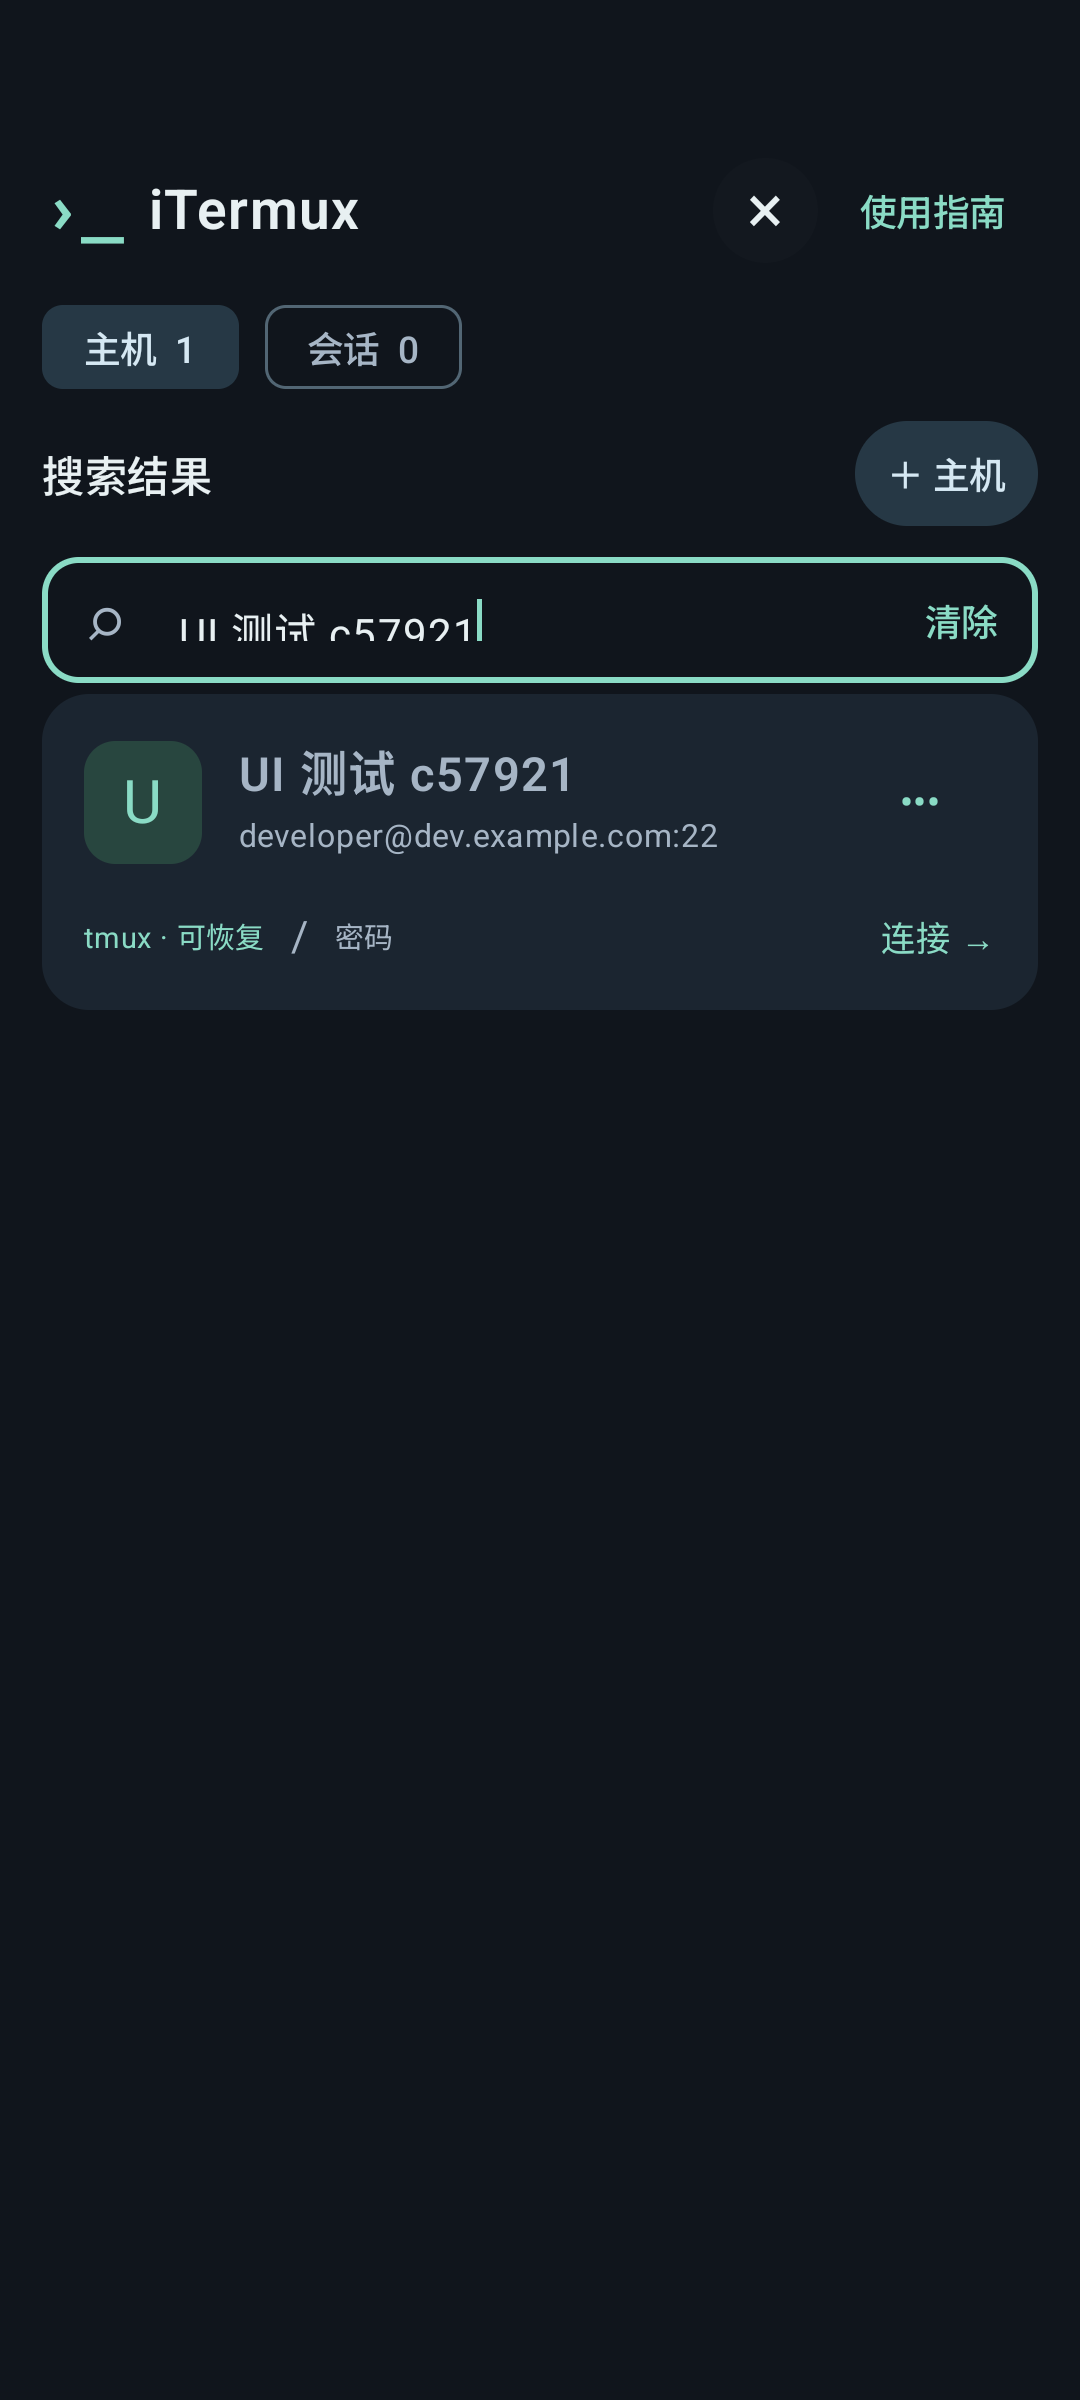 ›_ iTermux
使用指南
主机 1
会话 0
搜索结果
+ 主机
UI 测试 c57921
清除
U
UI 测试 c57921
developer@dev.example.com:22
tmux · 可恢复 / 密码
连接 →